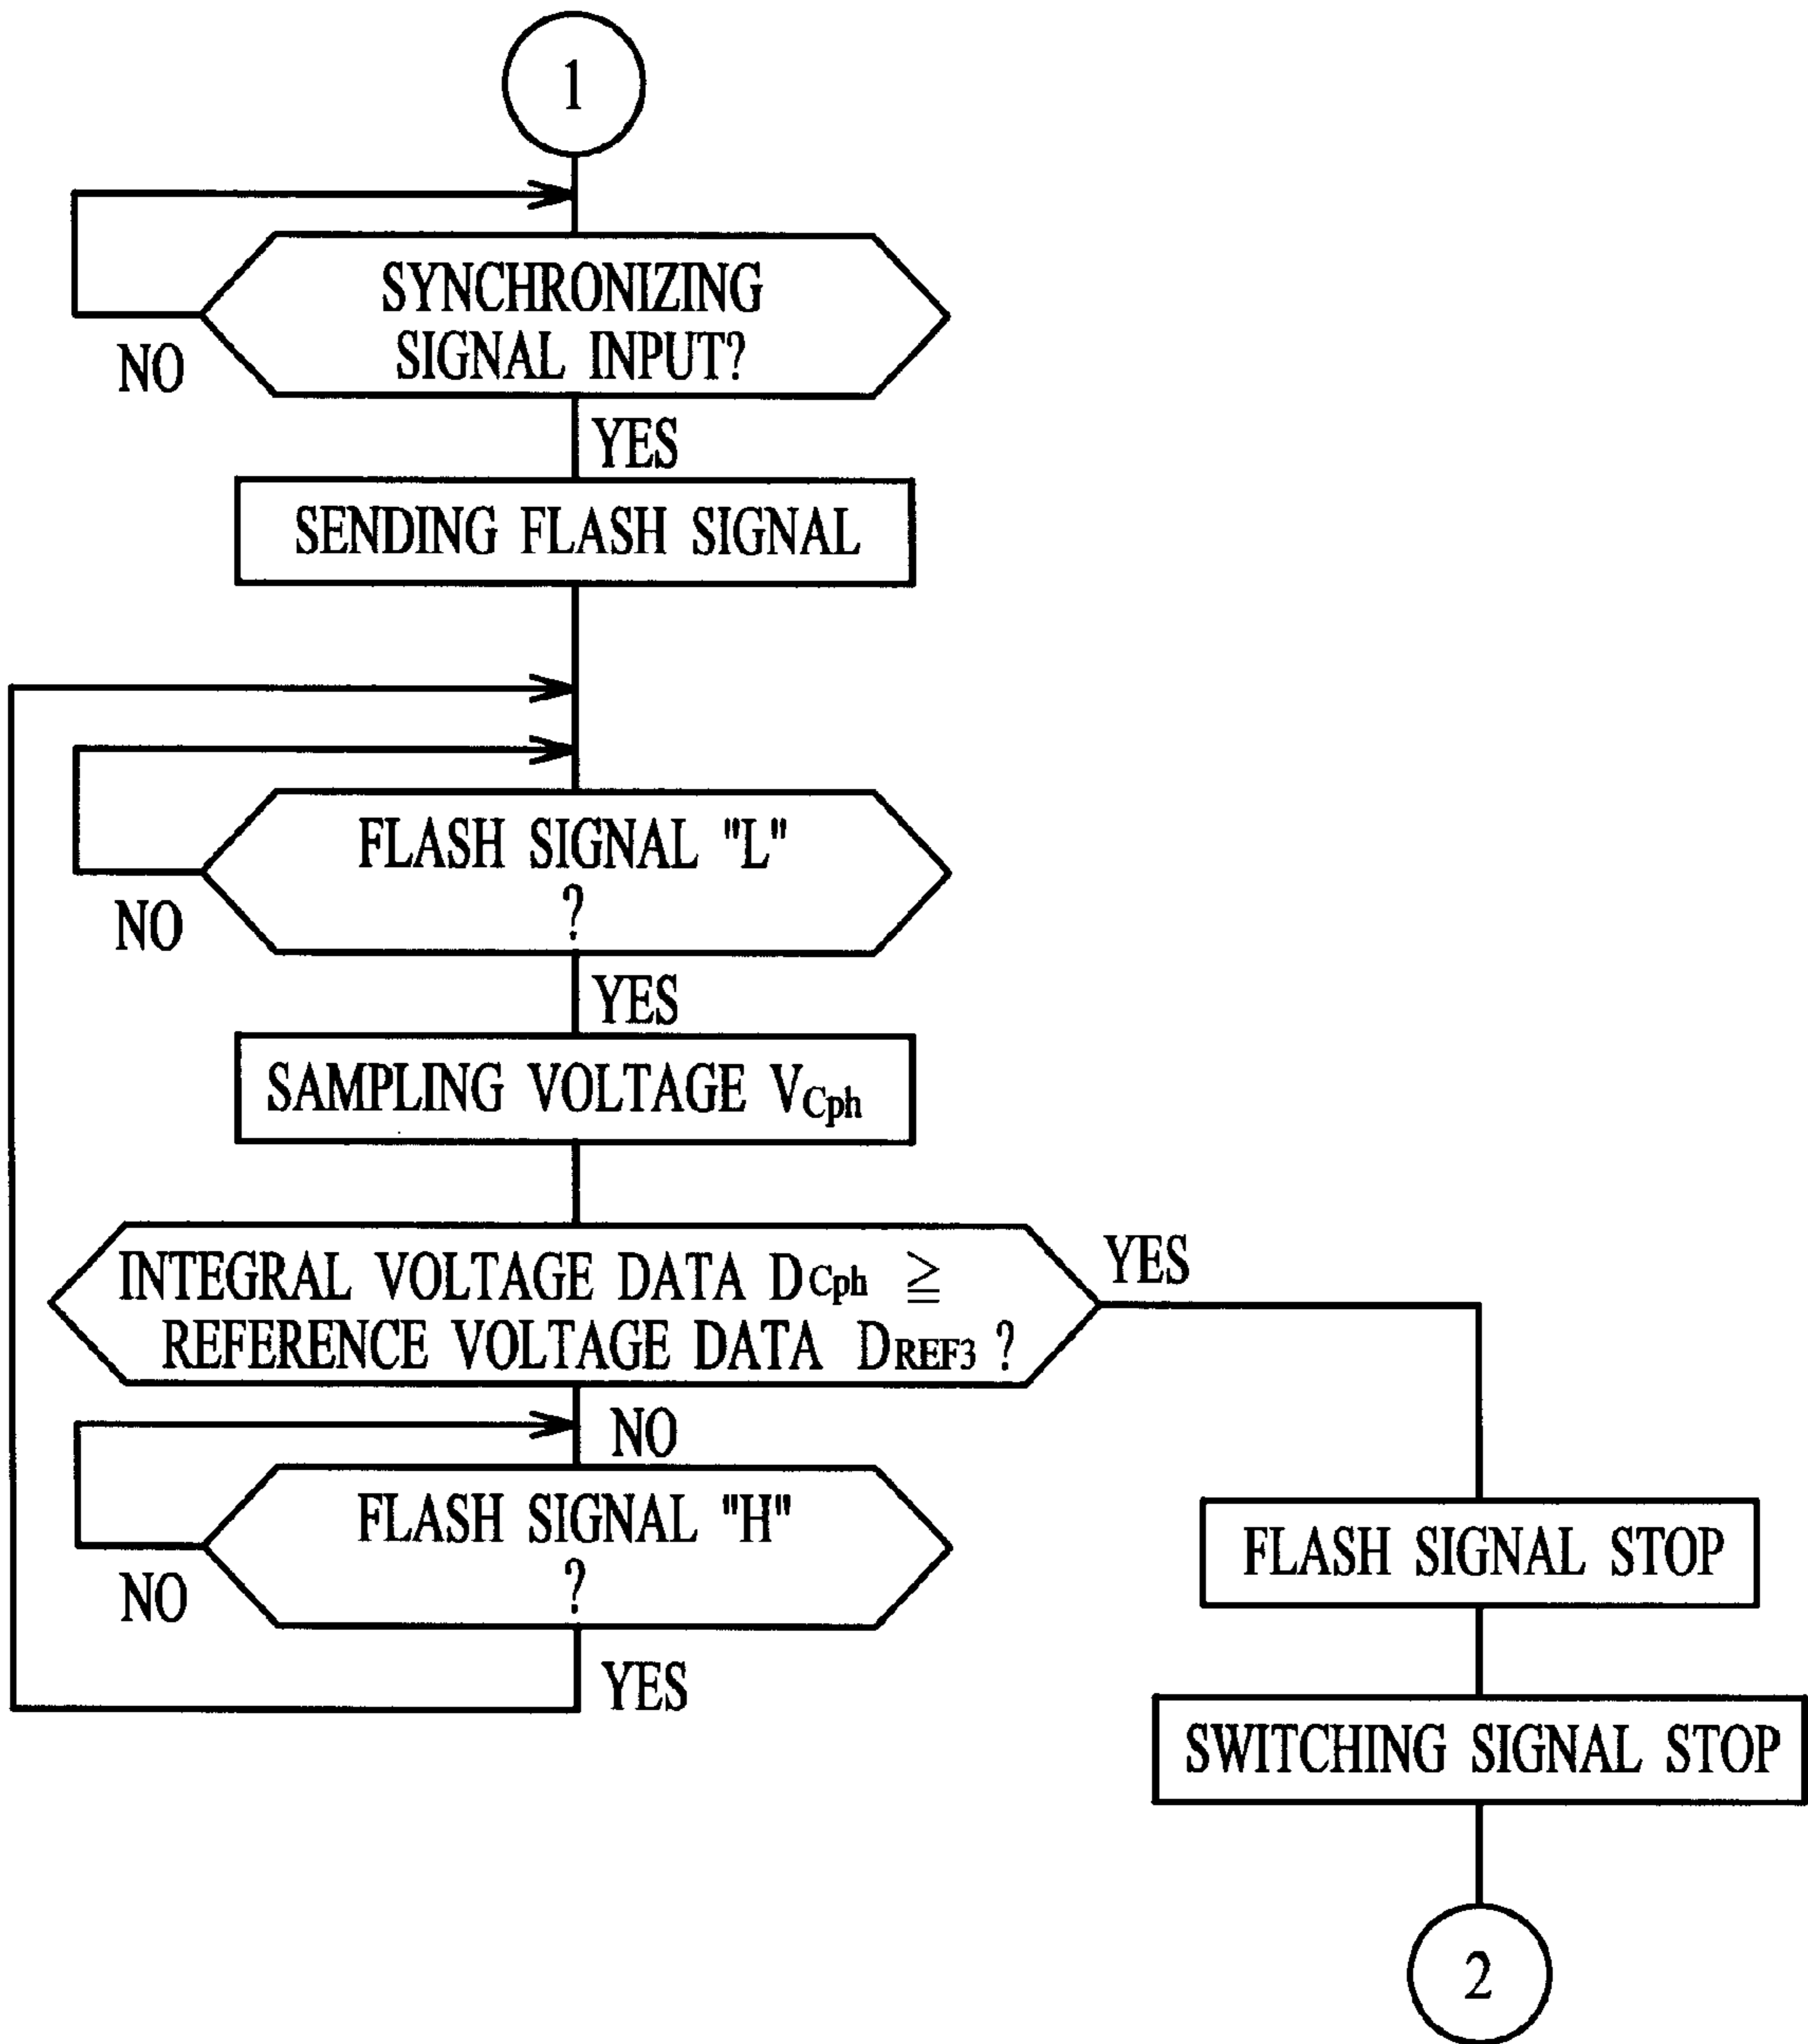 1
SYNCHRONIZING
SIGNAL INPUT?
NO
YES
SENDING FLASH SIGNAL
FLASH SIGNAL "L"
?
NO
YES
SAMPLING VOLTAGE VCph
INTEGRAL VOLTAGE DATA DCph ≧
REFERENCE VOLTAGE DATA DREF3 ?
YES
NO
FLASH SIGNAL "H"
?
NO
YES
FLASH SIGNAL STOP
SWITCHING SIGNAL STOP
2